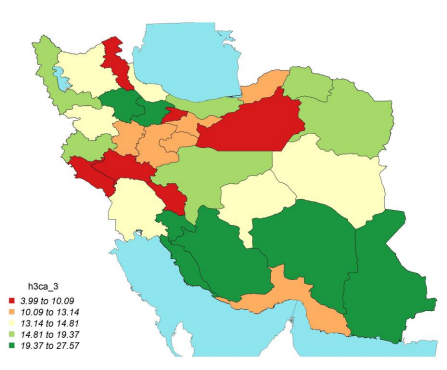 h3ca_3
3.99 to 10.09
10.09 to 13.14
13.14 to 14.81
14.81 to 19.37
19.37 to 27.57